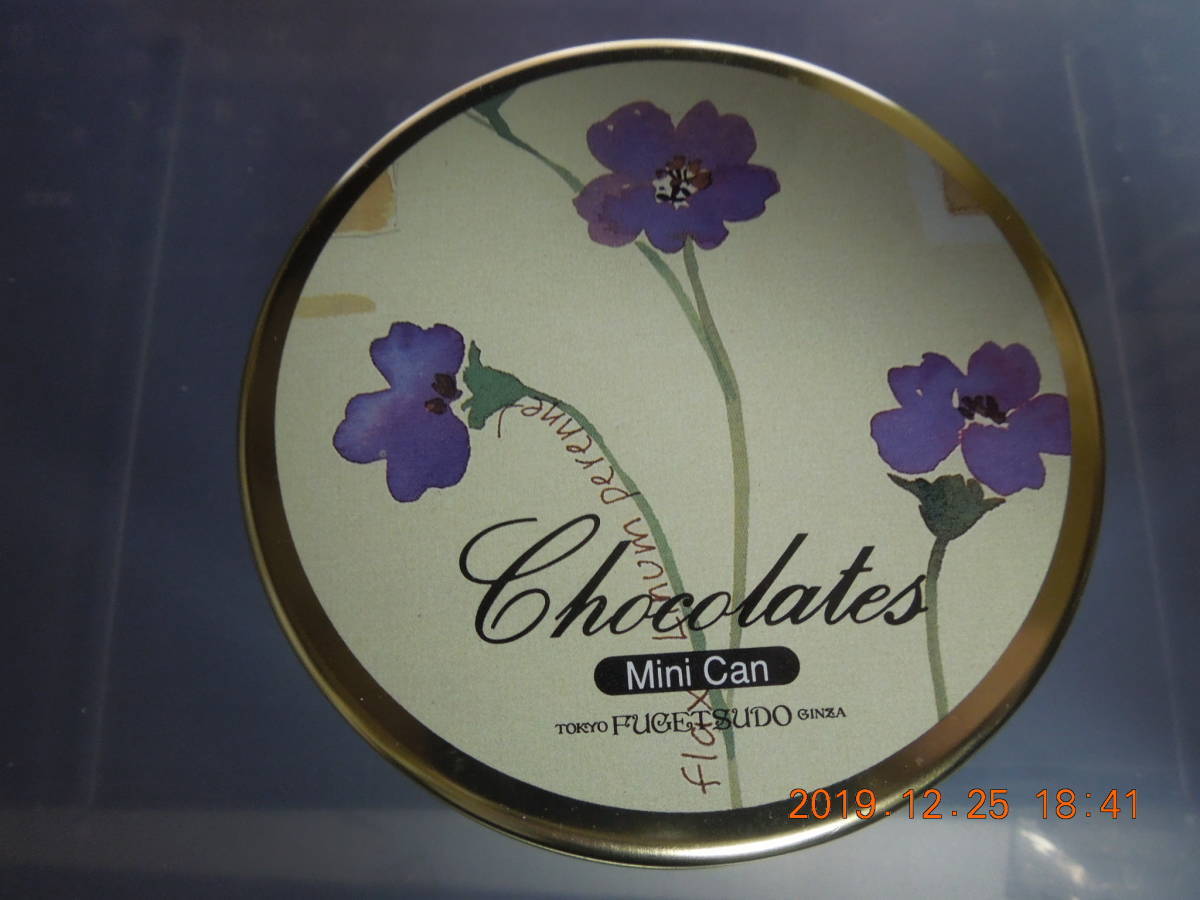 Flax Linum perenne
Chocolates
Mini Can
TOKYO FUGETSUDO GINZA
2019.12.25 18:41